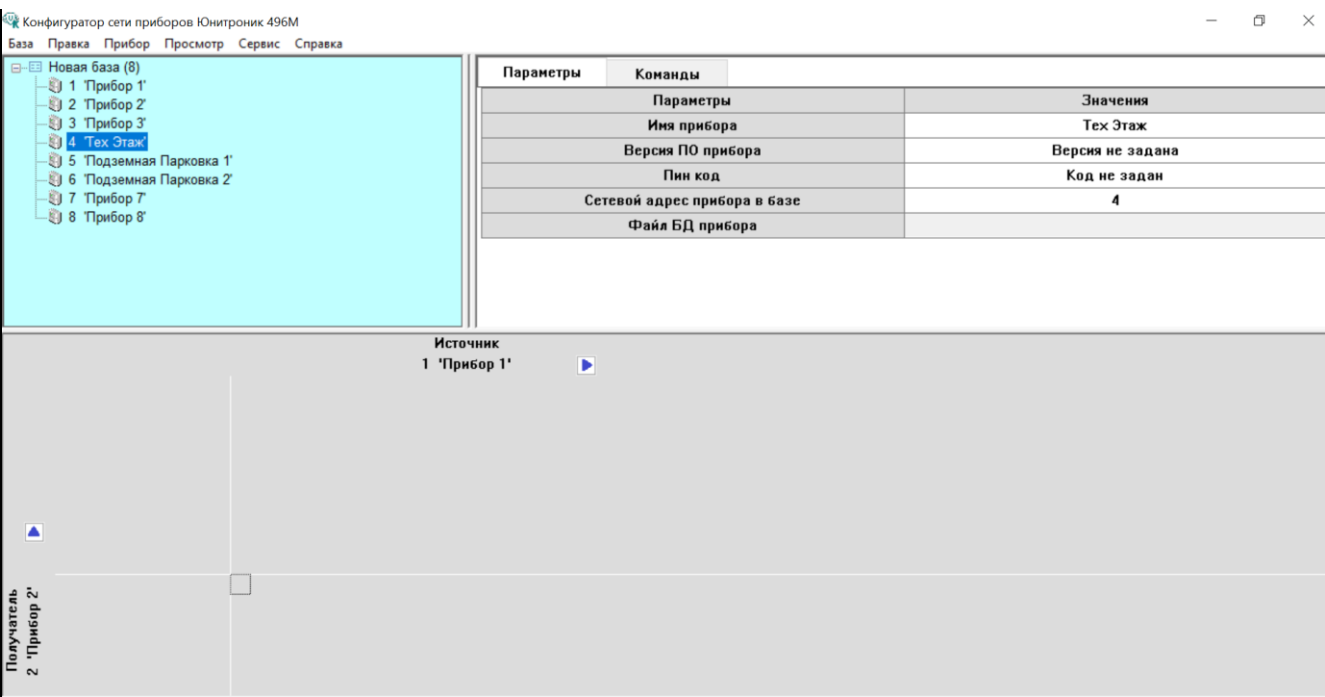 Конфигуратор сети приборов Юнитроник 496М
База Правка Прибор Просмотр Сервис Справка
Новая база (8)
1 'Прибор 1'
2 'Прибор 2'
3 'Прибор 3'
4 'Тех Этаж'
5 'Подземная Парковка 1'
6 'Подземная Парковка 2'
7 'Прибор 7'
8 'Прибор 8'
Параметры Команды
Параметры Значения
Имя прибора Тех Этаж
Версия ПО прибора Версия не задана
Пин код Код не задан
Сетевой адрес прибора в базе 4
Файл БД прибора
Источник
1 'Прибор 1'
Получатель
2 'Прибор 2'